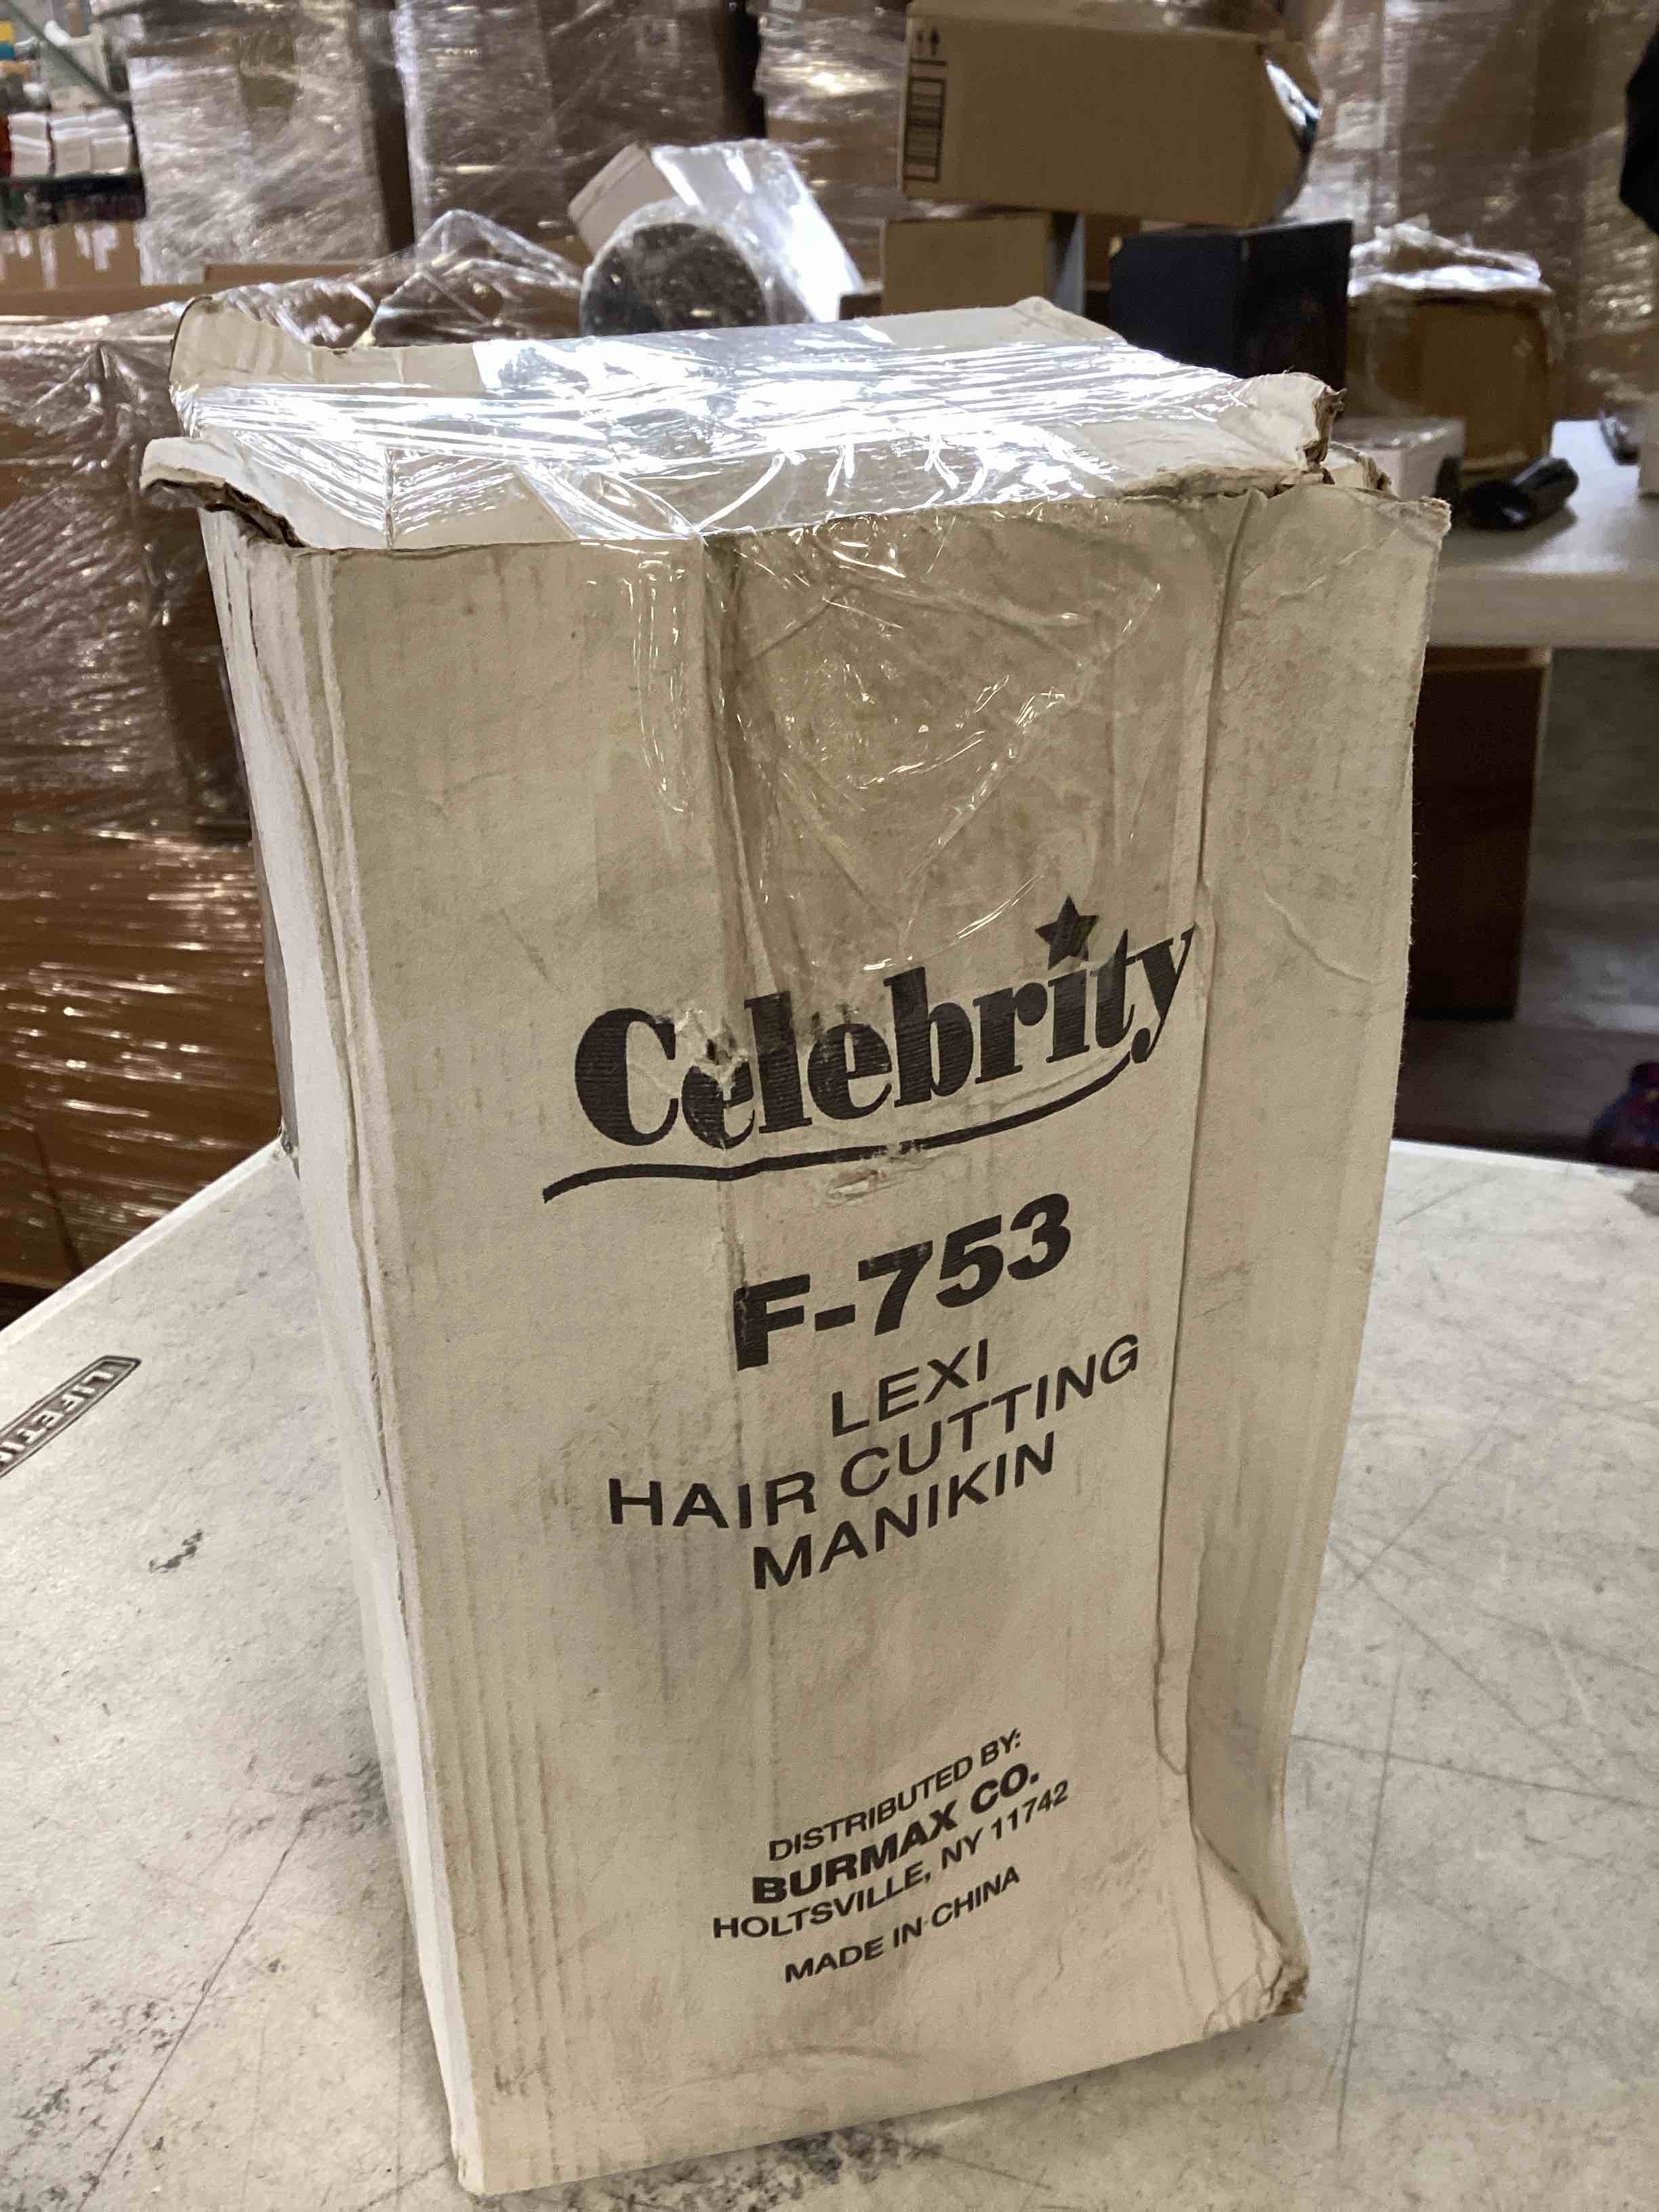 Celebrity
F-753
LEXI
HAIR CUTTING
MANIKIN
DISTRIBUTED BY:
BURMAX CO.
HOLTSVILLE, NY 11742
MADE IN CHINA